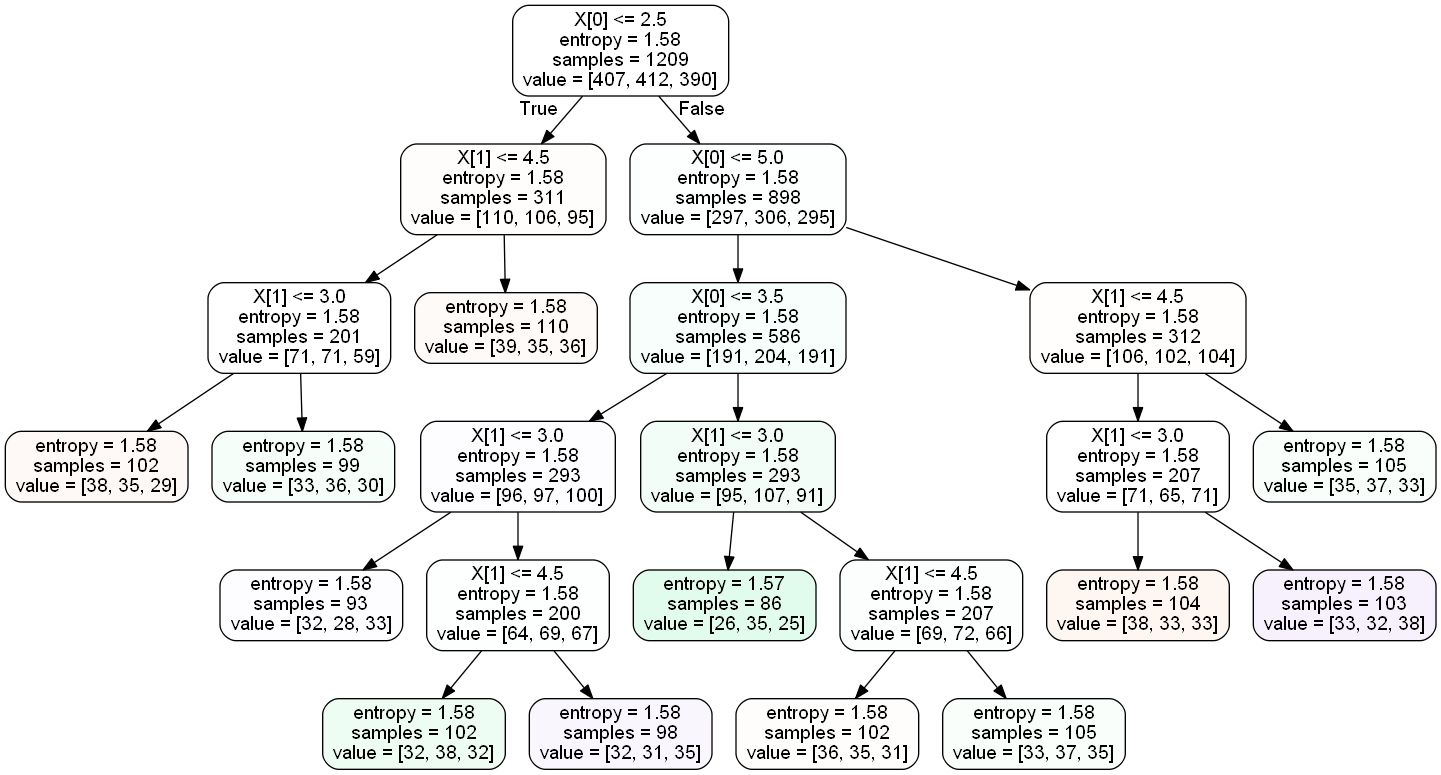 X[0] <= 2.5
entropy = 1.58
samples = 1209
value = [407, 412, 390]
True
False
X[1] <= 4.5
entropy = 1.58
samples = 311
value = [110, 106, 95]
X[0] <= 5.0
entropy = 1.58
samples = 898
value = [297, 306, 295]
X[1] <= 3.0
entropy = 1.58
samples = 201
value = [71, 71, 59]
entropy = 1.58
samples = 110
value = [39, 35, 36]
X[0] <= 3.5
entropy = 1.58
samples = 586
value = [191, 204, 191]
X[1] <= 4.5
entropy = 1.58
samples = 312
value = [106, 102, 104]
entropy = 1.58
samples = 102
value = [38, 35, 29]
entropy = 1.58
samples = 99
value = [33, 36, 30]
X[1] <= 3.0
entropy = 1.58
samples = 293
value = [96, 97, 100]
X[1] <= 3.0
entropy = 1.58
samples = 293
value = [95, 107, 91]
X[1] <= 3.0
entropy = 1.58
samples = 207
value = [71, 65, 71]
entropy = 1.58
samples = 105
value = [35, 37, 33]
entropy = 1.58
samples = 93
value = [32, 28, 33]
X[1] <= 4.5
entropy = 1.58
samples = 200
value = [64, 69, 67]
entropy = 1.57
samples = 86
value = [26, 35, 25]
X[1] <= 4.5
entropy = 1.58
samples = 207
value = [69, 72, 66]
entropy = 1.58
samples = 104
value = [38, 33, 33]
entropy = 1.58
samples = 103
value = [33, 32, 38]
entropy = 1.58
samples = 102
value = [32, 38, 32]
entropy = 1.58
samples = 98
value = [32, 31, 35]
entropy = 1.58
samples = 102
value = [36, 35, 31]
entropy = 1.58
samples = 105
value = [33, 37, 35]